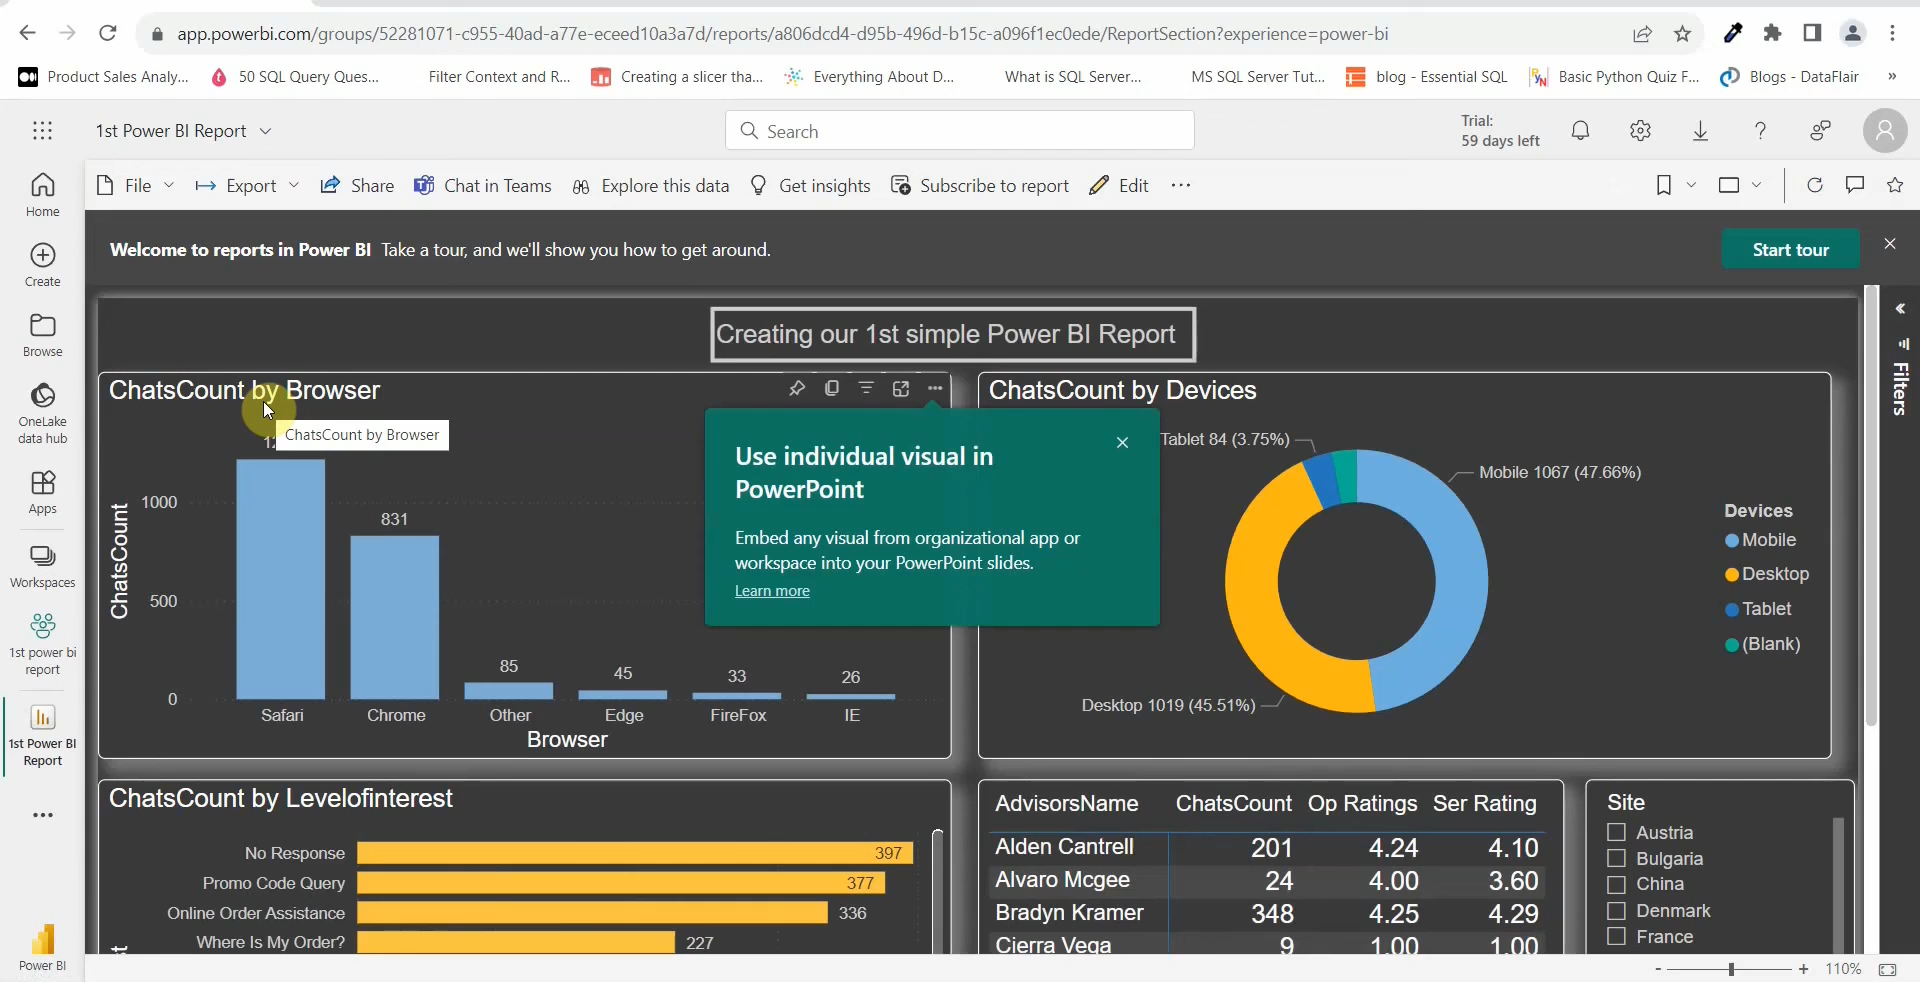 app.powerbi.com/groups/52281071-c955-40ad-a77e-eceed10a3a7d/reports/a806dcd4-d95b-496d-b15c-a096f1ec0ede/ReportSection?experience=power-bi
Product Sales Analy... 50 SQL Query Ques... Filter Context and R... Creating a slicer tha... Everything About D... What is SQL Server... MS SQL Server Tut... blog - Essential SQL Basic Python Quiz F... Blogs - DataFlair »
1st Power BI Report Search Trial:
59 days left
File Export Share Chat in Teams Explore this data Get insights Subscribe to report Edit ...
Home
Create
Browse
OneLake
data hub
Apps
Workspaces
1st power bi
report
1st Power BI
Report
Power BI
Welcome to reports in Power BI Take a tour, and we'll show you how to get around. Start tour
Creating our 1st simple Power BI Report
Filters
ChatsCount by Browser
ChatsCount by Browser
ChatsCount
1000
500
0
831
85
45
33
26
Safari Chrome Other Edge FireFox IE
Browser
Use individual visual in
PowerPoint
Embed any visual from organizational app or
workspace into your PowerPoint slides.
Learn more
ChatsCount by Devices
Tablet 84 (3.75%)
Mobile 1067 (47.66%)
Desktop 1019 (45.51%)
Devices
Mobile
Desktop
Tablet
(Blank)
ChatsCount by Levelofinterest
No Response 397
Promo Code Query 377
Online Order Assistance 336
Where Is My Order? 227
AdvisorsName ChatsCount Op Ratings Ser Rating
Alden Cantrell 201 4.24 4.10
Alvaro Mcgee 24 4.00 3.60
Bradyn Kramer 348 4.25 4.29
Cierra Vega 9 1.00 1.00
Site
Austria
Bulgaria
China
Denmark
France
- + 110%